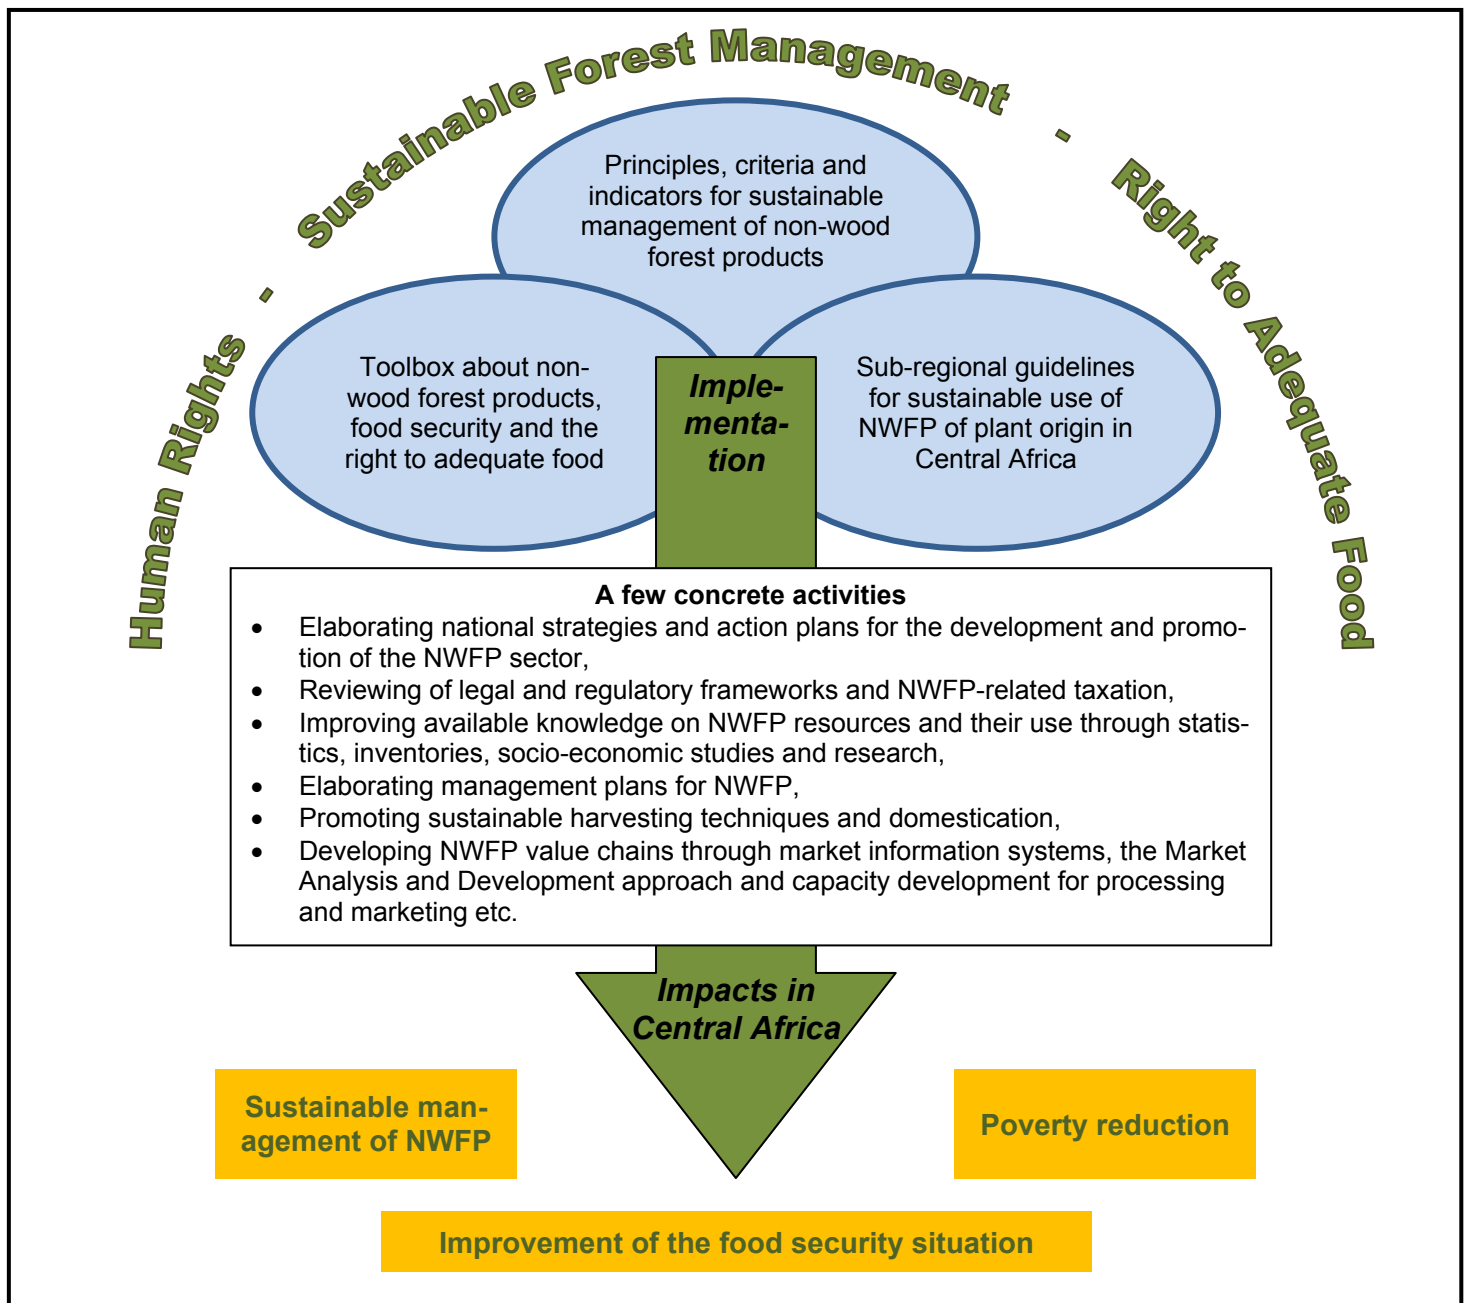 Human Rights - Sustainable Forest Management - Right to Adequate Food
Principles, criteria and
indicators for sustainable
management of non-wood
forest products
Toolbox about non-
wood forest products,
food security and the
right to adequate food
Imple-
menta-
tion
Sub-regional guidelines
for sustainable use of
NWFP of plant origin in
Central Africa
A few concrete activities
• Elaborating national strategies and action plans for the development and promo-
tion of the NWFP sector,
• Reviewing of legal and regulatory frameworks and NWFP-related taxation,
• Improving available knowledge on NWFP resources and their use through statis-
tics, inventories, socio-economic studies and research,
• Elaborating management plans for NWFP,
• Promoting sustainable harvesting techniques and domestication,
• Developing NWFP value chains through market information systems, the Market
Analysis and Development approach and capacity development for processing
and marketing etc.
Impacts in
Central Africa
Sustainable man-
agement of NWFP
Poverty reduction
Improvement of the food security situation